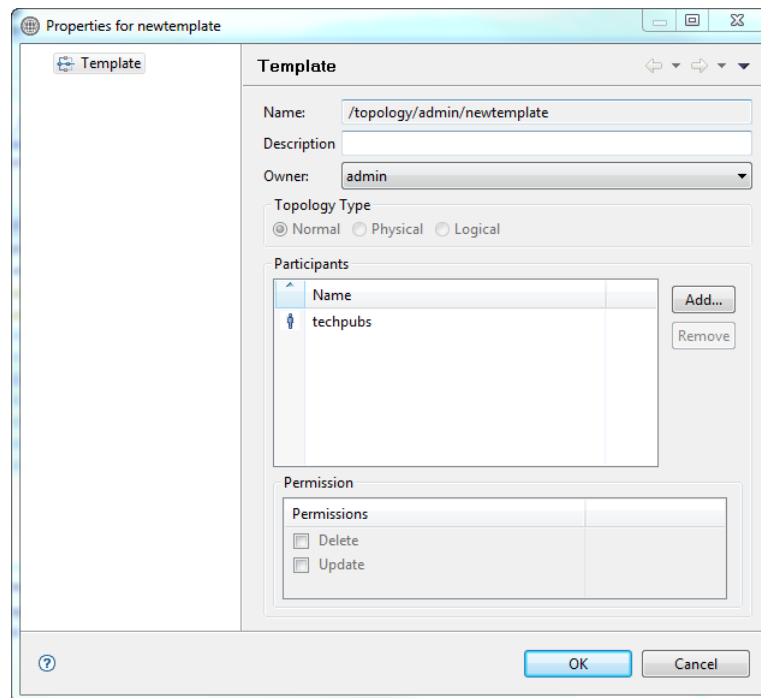 Properties for newtemplate
Template
Template
Name: /topology/admin/newtemplate
Description
Owner: admin
Topology Type
Normal Physical Logical
Participants
Name
Add...
techpubs
Remove
Permission
Permissions
Delete
Update
?
OK Cancel